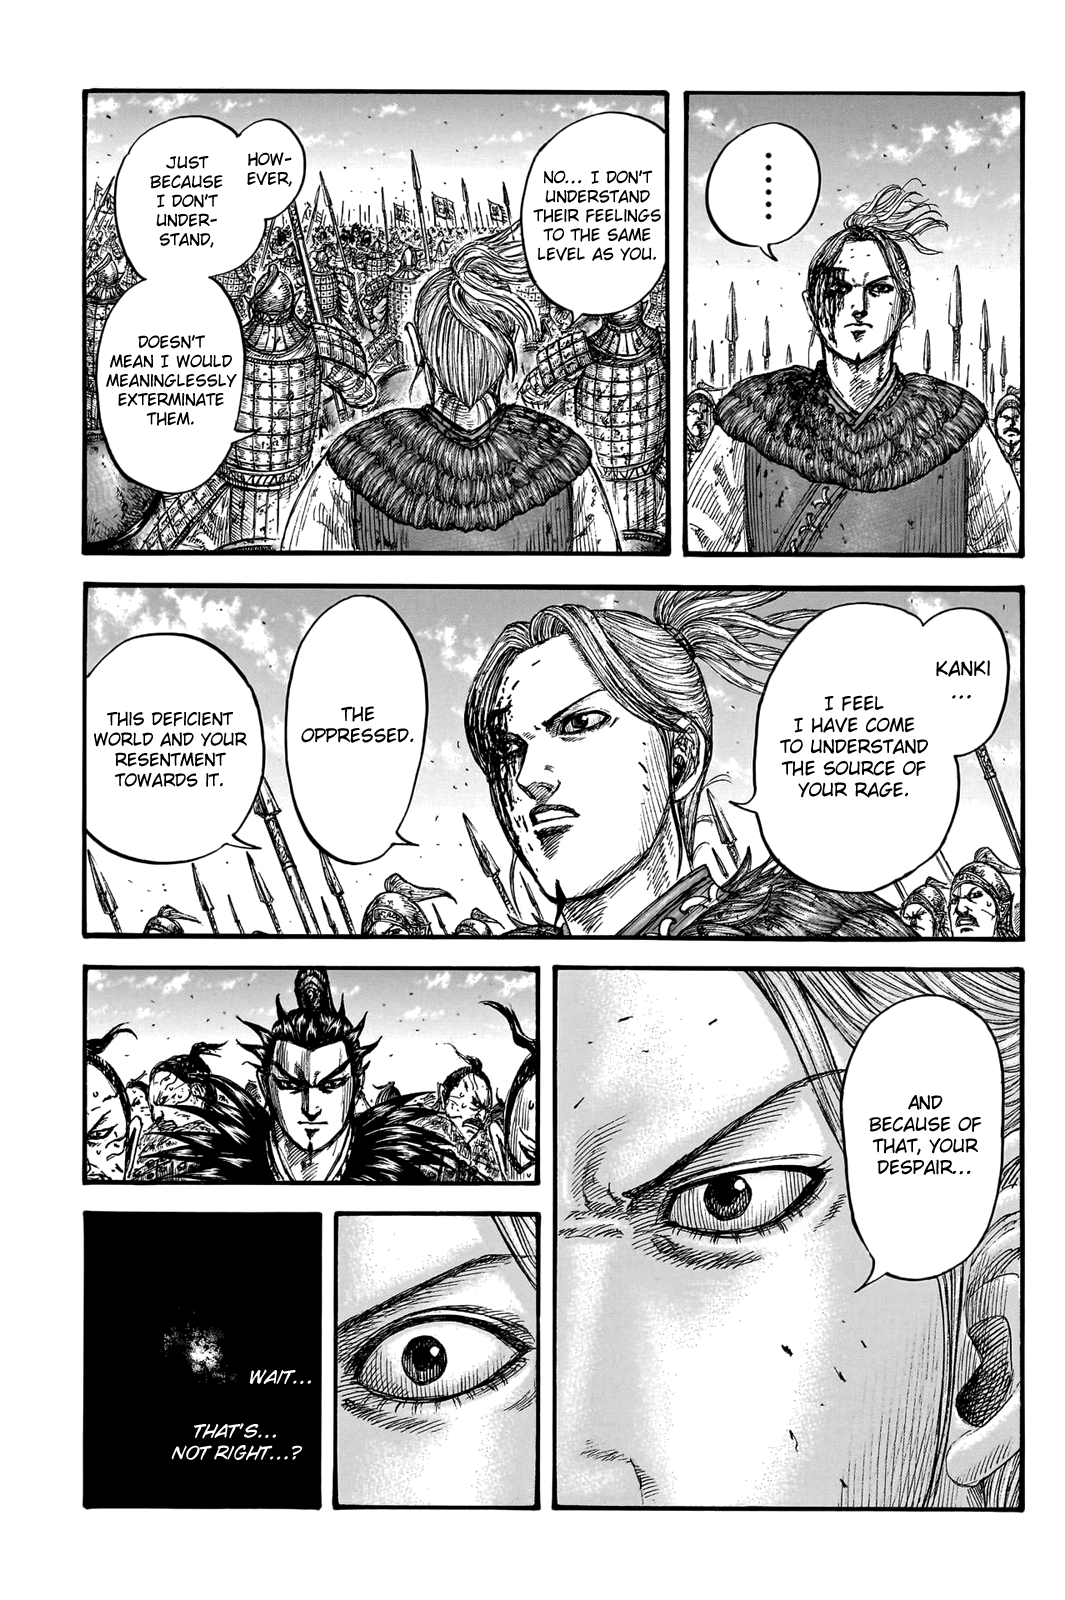 ......
NO... I DON'T
UNDERSTAND
THEIR FEELINGS
TO THE SAME
LEVEL AS YOU.
HOW-
EVER,
JUST
BECAUSE
I DON'T
UNDER-
STAND,
DOESN'T
MEAN I WOULD
MEANINGLESSLY
EXTERMINATE
THEM.
KANKI
...
I FEEL
I HAVE COME
TO UNDERSTAND
THE SOURCE OF
YOUR RAGE.
THE
OPPRESSED.
THIS DEFICIENT
WORLD AND YOUR
RESENTMENT
TOWARDS IT.
AND
BECAUSE OF
THAT, YOUR
DESPAIR...
WAIT...
THAT'S...
NOT RIGHT...?